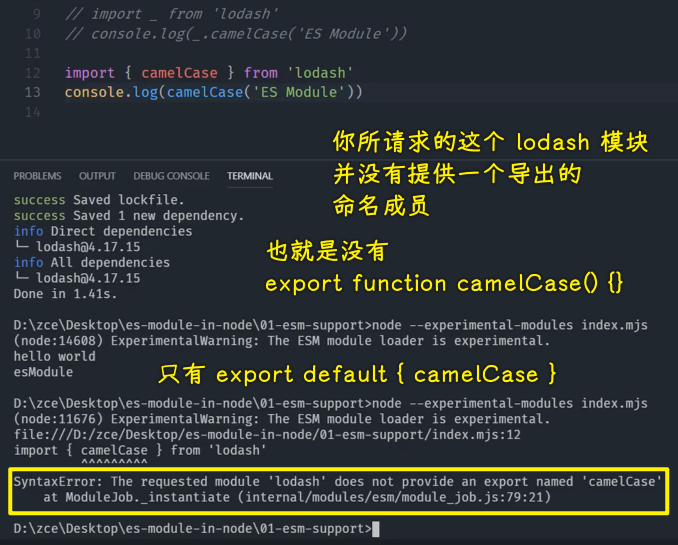 9 // import _ from 'lodash'
10 // console.log(_.camelCase('ES Module'))
11
12 import { camelCase } from 'lodash'
13 console.log(camelCase('ES Module'))
14
你所请求的这个 lodash 模块
并没有提供一个导出的
命名成员
PROBLEMS OUTPUT DEBUG CONSOLE TERMINAL
success Saved lockfile.
success Saved 1 new dependency.
info Direct dependencies
└─ lodash@4.17.15
info All dependencies
└─ lodash@4.17.15
Done in 1.41s.
也就是没有
export function camelCase() {}
D:\zce\Desktop\es-module-in-node\01-esm-support>node --experimental-modules index.mjs
(node:14608) ExperimentalWarning: The ESM module loader is experimental.
hello world
esModule
只有 export default { camelCase }
D:\zce\Desktop\es-module-in-node\01-esm-support>node --experimental-modules index.mjs
(node:11676) ExperimentalWarning: The ESM module loader is experimental.
file:///D:/zce/Desktop/es-module-in-node/01-esm-support/index.mjs:12
import { camelCase } from 'lodash'
^^^^^^^^^
SyntaxError: The requested module 'lodash' does not provide an export named 'camelCase'
at ModuleJob._instantiate (internal/modules/esm/module_job.js:79:21)
D:\zce\Desktop\es-module-in-node\01-esm-support>